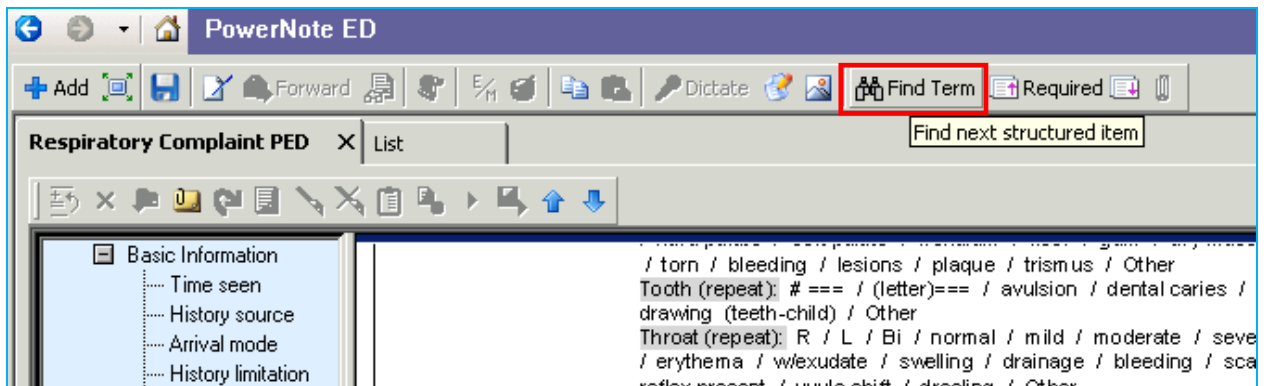 PowerNote ED
Add Forward E/M Dictate Find Term Required
Find next structured item
Respiratory Complaint PED X List
Basic Information
Time seen
History source
Arrival mode
History limitation
/ torn / bleeding / lesions / plaque / trismus / Other
Tooth (repeat): # === / (letter)=== / avulsion / dental caries /
drawing (teeth-child) / Other
Throat (repeat): R / L / Bi / normal / mild / moderate / seve
/ erythema / w/exudate / swelling / drainage / bleeding / sca